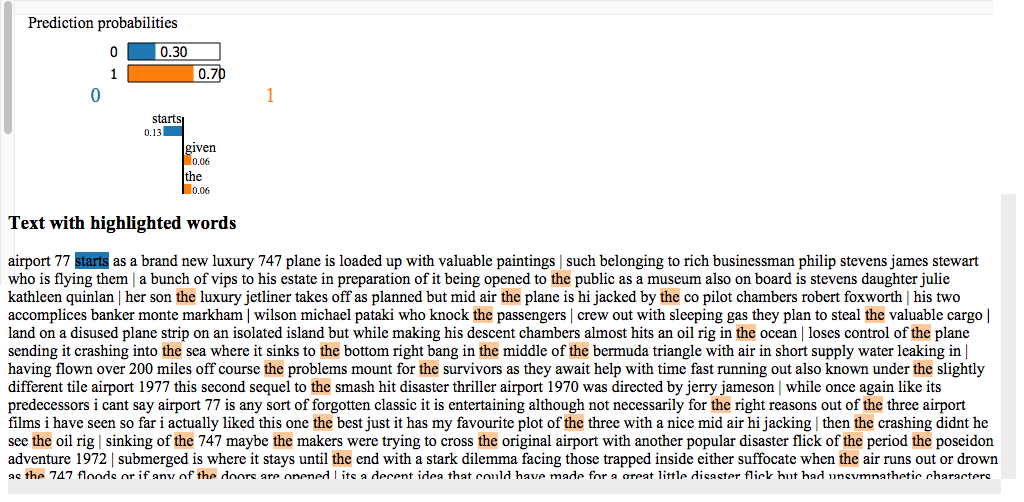 Prediction probabilities
0 0.30
1 0.70
0 1
starts
0.13
given
0.06
the
0.06
Text with highlighted words
airport 77 starts as a brand new luxury 747 plane is loaded up with valuable paintings | such belonging to rich businessman philip stevens james stewart
who is flying them | a bunch of vips to his estate in preparation of it being opened to the public as a museum also on board is stevens daughter julie
kathleen quinlan | her son the luxury jetliner takes off as planned but mid air the plane is hi jacked by the co pilot chambers robert foxworth | his two
accomplices banker monte markham | wilson michael pataki who knock the passengers | crew out with sleeping gas they plan to steal the valuable cargo |
land on a disused plane strip on an isolated island but while making his descent chambers almost hits an oil rig in the ocean | loses control of the plane
sending it crashing into the sea where it sinks to the bottom right bang in the middle of the bermuda triangle with air in short supply water leaking in |
having flown over 200 miles off course the problems mount for the survivors as they await help with time fast running out also known under the slightly
different tile airport 1977 this second sequel to the smash hit disaster thriller airport 1970 was directed by jerry jameson | while once again like its
predecessors i cant say airport 77 is any sort of forgotten classic it is entertaining although not necessarily for the right reasons out of the three airport
films i have seen so far i actually liked this one the best just it has my favourite plot of the three with a nice mid air hi jacking | then the crashing didnt he
see the oil rig | sinking of the 747 maybe the makers were trying to cross the original airport with another popular disaster flick of the period the poseidon
adventure 1972 | submerged is where it stays until the end with a stark dilemma facing those trapped inside either suffocate when the air runs out or drown
as the 747 floods or if any of the doors are opened | its a decent idea that could have made for a great little disaster flick but bad unsympathetic characters